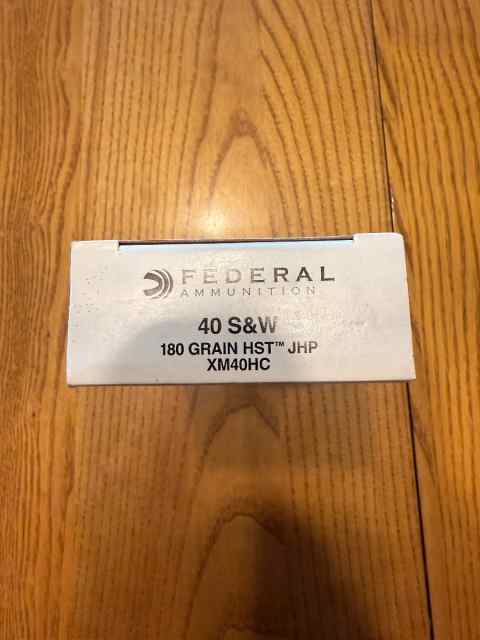 FEDERAL
AMMUNITION
40 S&W
180 GRAIN HST™ JHP
XM40HC